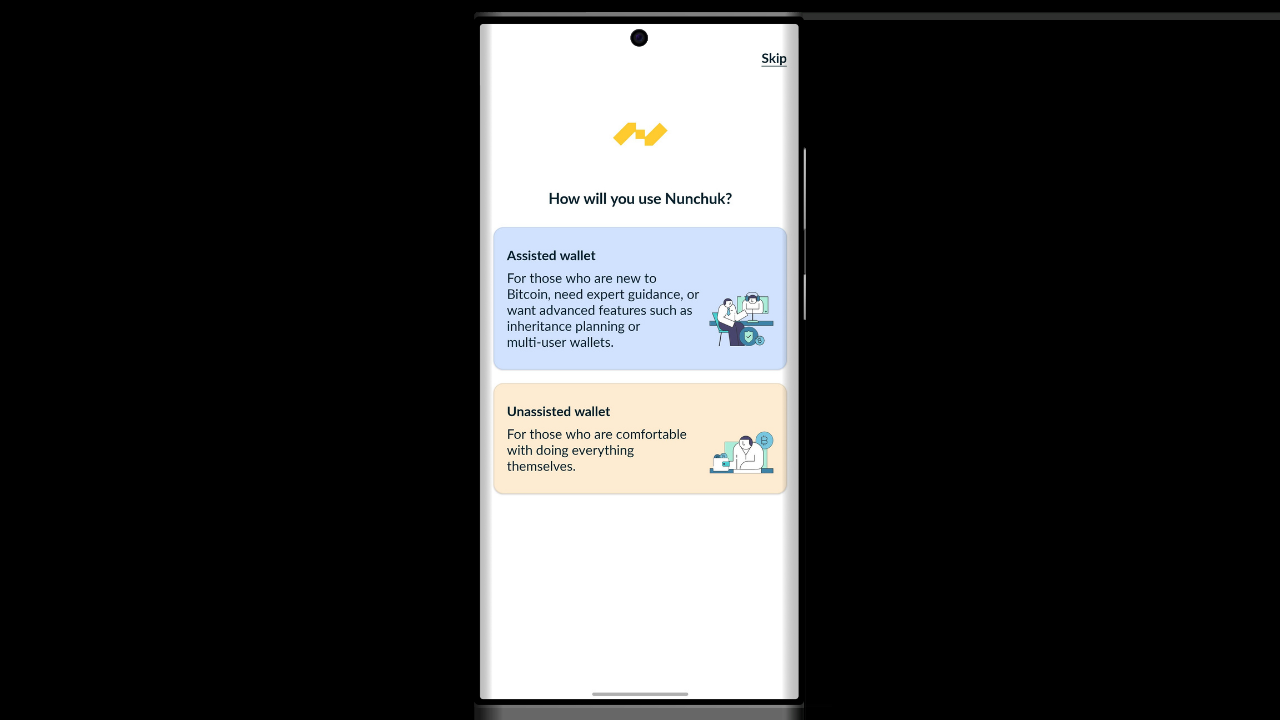 Skip
How will you use Nunchuk?
Assisted wallet
For those who are new to
Bitcoin, need expert guidance, or
want advanced features such as
inheritance planning or
multi-user wallets.
Unassisted wallet
For those who are comfortable
with doing everything
themselves.